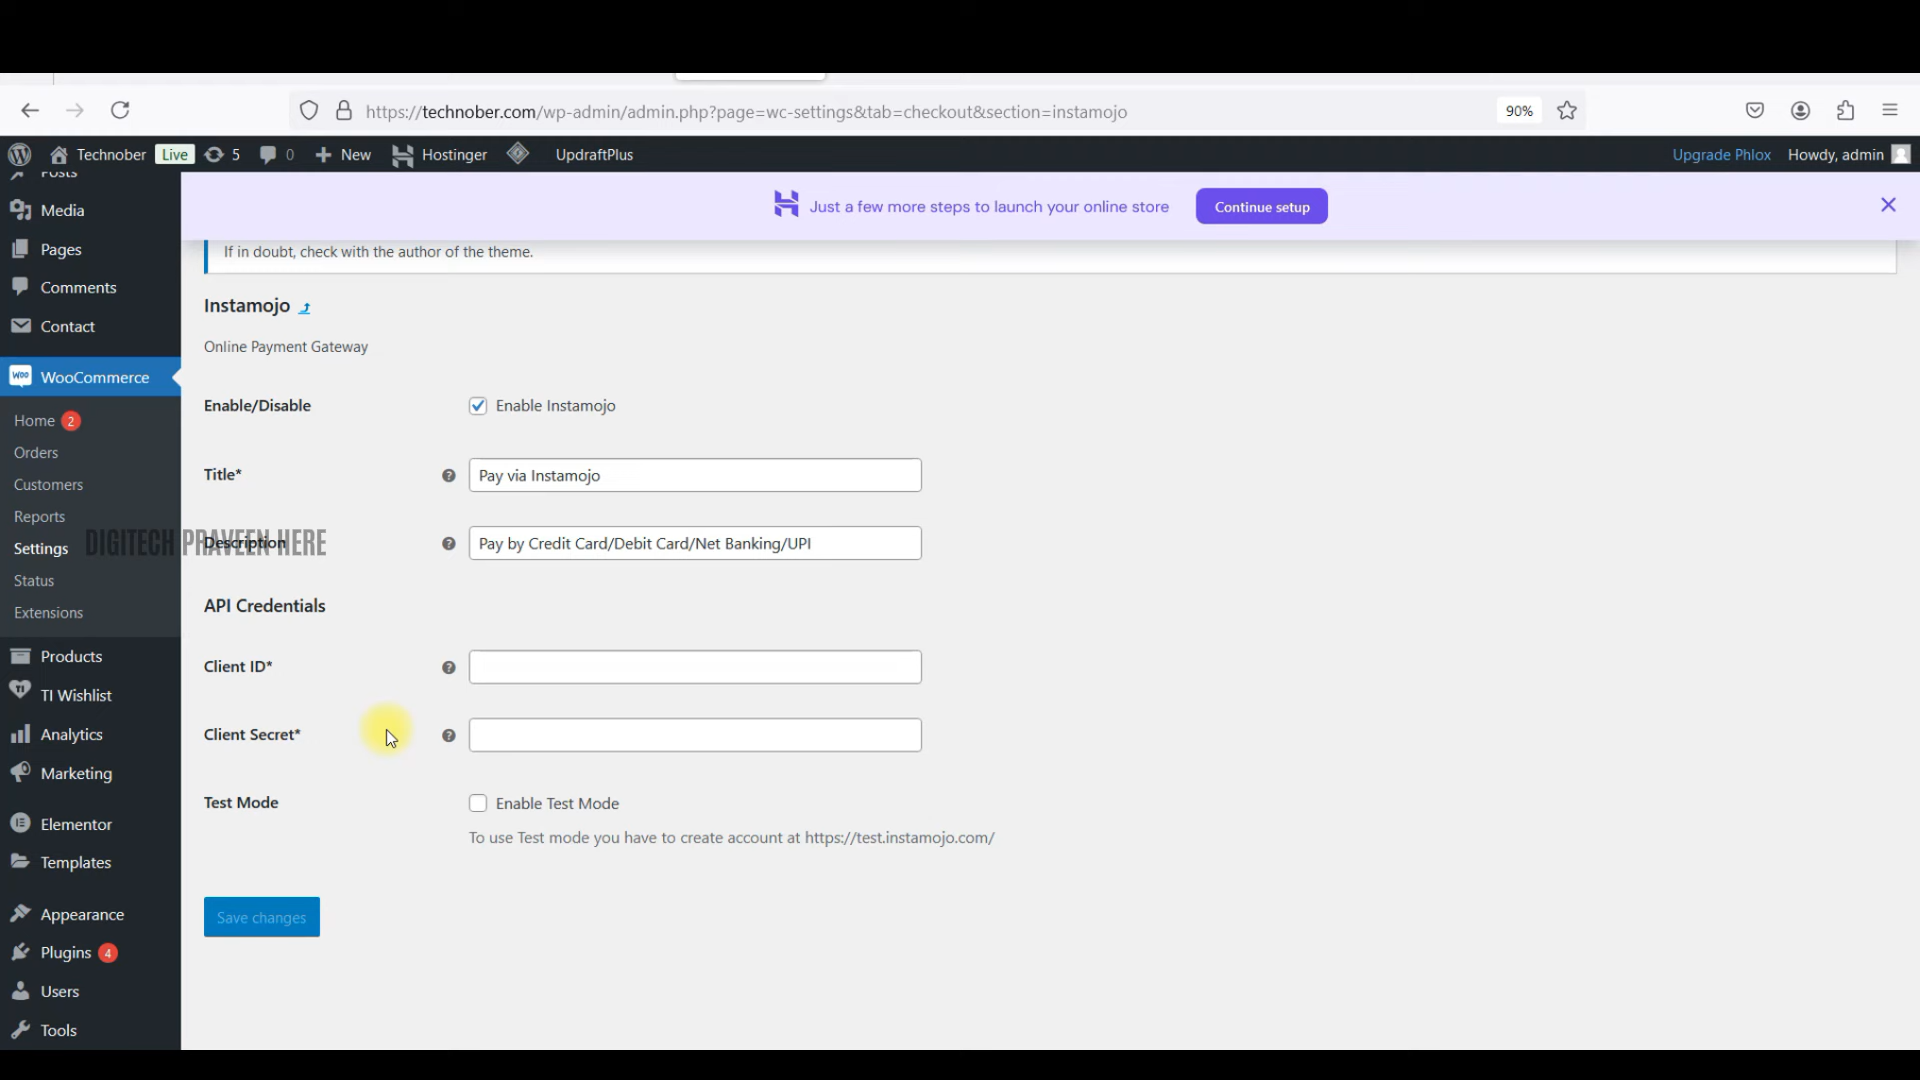 https://technober.com/wp-admin/admin.php?page=wc-settings&tab=checkout&section=instamojo
90%
Technober Live 5 0 New Hostinger UpdraftPlus Upgrade Phlox Howdy, admin
Posts
Media
Pages
Comments
Contact
WooCommerce
Home 2
Orders
Customers
Reports
Settings
Status
Extensions
Products
TI Wishlist
Analytics
Marketing
Elementor
Templates
Appearance
Plugins 4
Users
Tools
Just a few more steps to launch your online store Continue setup
If in doubt, check with the author of the theme.
Instamojo
Online Payment Gateway
Enable/Disable Enable Instamojo
Title* Pay via Instamojo
DIGITECH PRAVEEN HERE
Description Pay by Credit Card/Debit Card/Net Banking/UPI
API Credentials
Client ID*
Client Secret*
Test Mode Enable Test Mode
To use Test mode you have to create account at https://test.instamojo.com/
Save changes